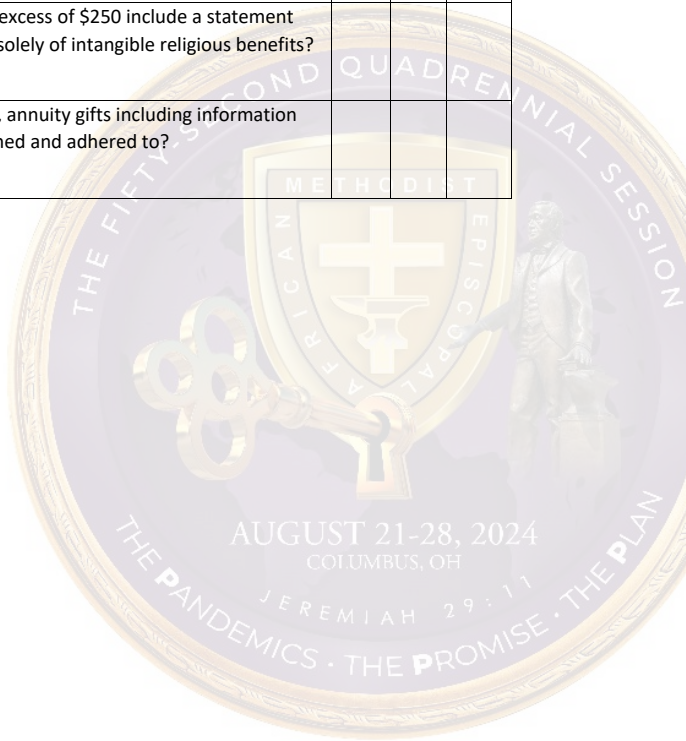 excess of $250 include a statement
solely of intangible religious benefits?
, annuity gifts including information
ned and adhered to?
THE FIFTY-SECOND QUADRENNIAL SESSION
METHODIST
AFRICAN
EPISCOPAL
AUGUST 21-28, 2024
COLUMBUS, OH
JEREMIAH 29:11
THE PANDEMICS · THE PROMISE · THE PLAN